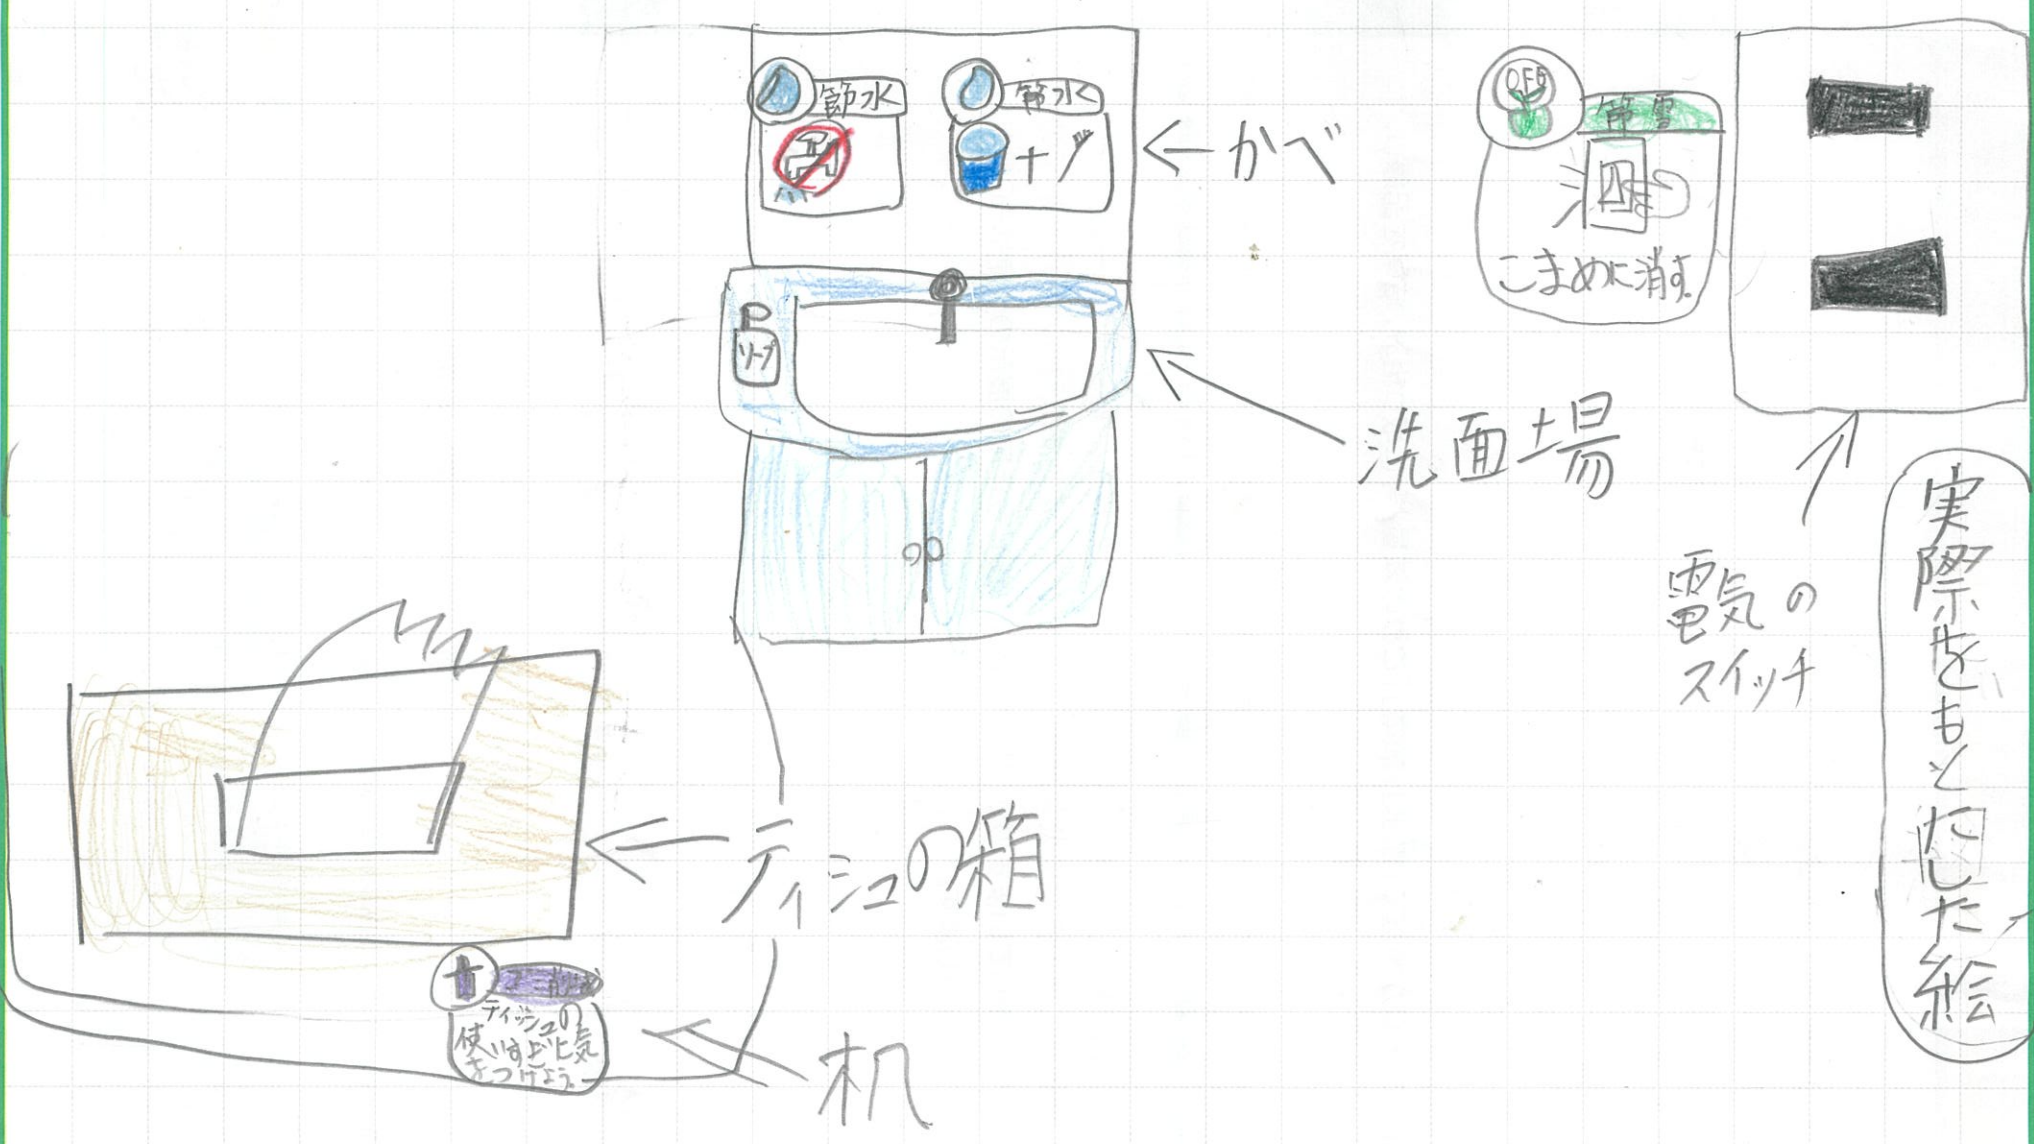 節水
節水
←かべ
OFF
節電
こまめに消す。
ソープ
洗面場
電気の
スイッチ
実際をもとにした絵
ティシュの箱
ティッシュの
使いすぎに気
をつけよう。
机